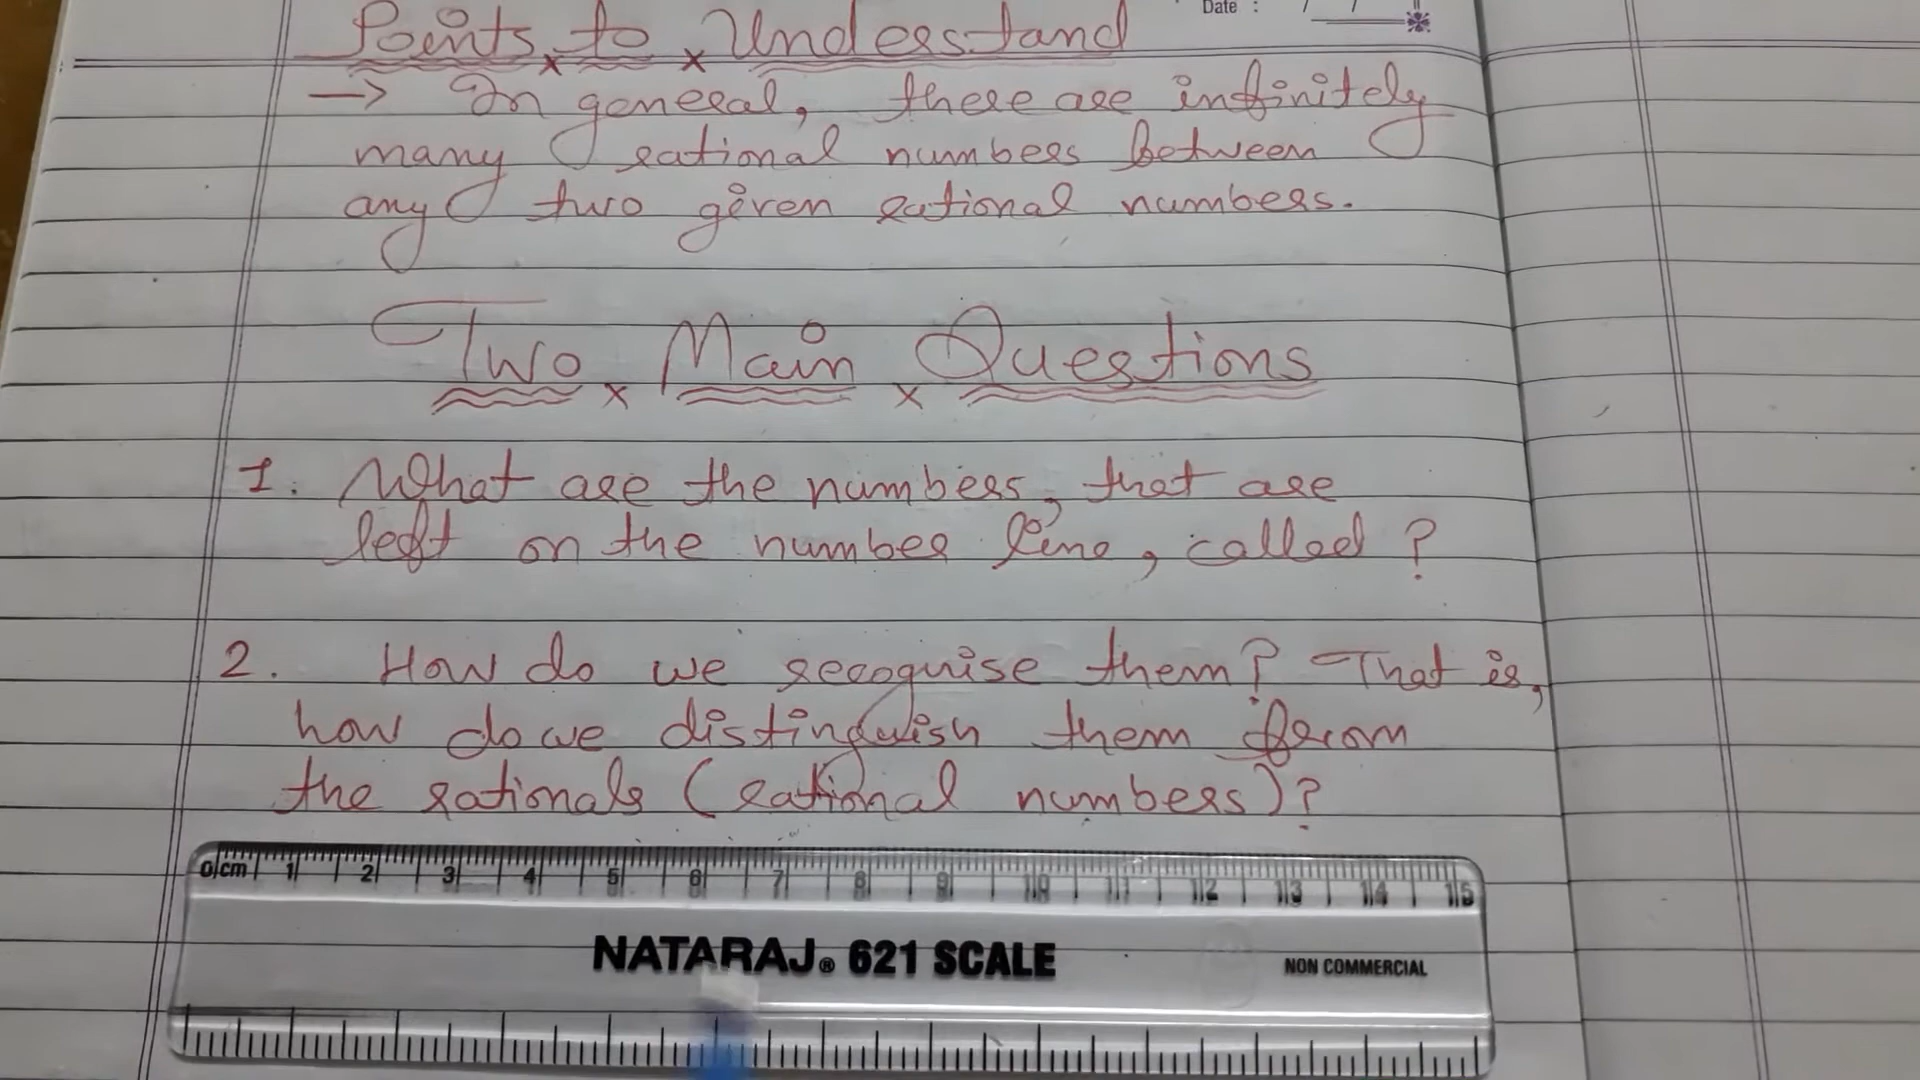 Date : / /
Points to Understand
→ In general, there are infinitely
many rational numbers between
any two given rational numbers.
Two Main Questions
1. What are the numbers, that are
left on the number line, called?
2. How do we recognise them? That is,
how do we distinguish them from
the rationals (rational numbers)?
0/cm 1 2 3 4 5 6 7 8 9 10 11 12 13 14 15
NATARAJ® 621 SCALE
NON COMMERCIAL